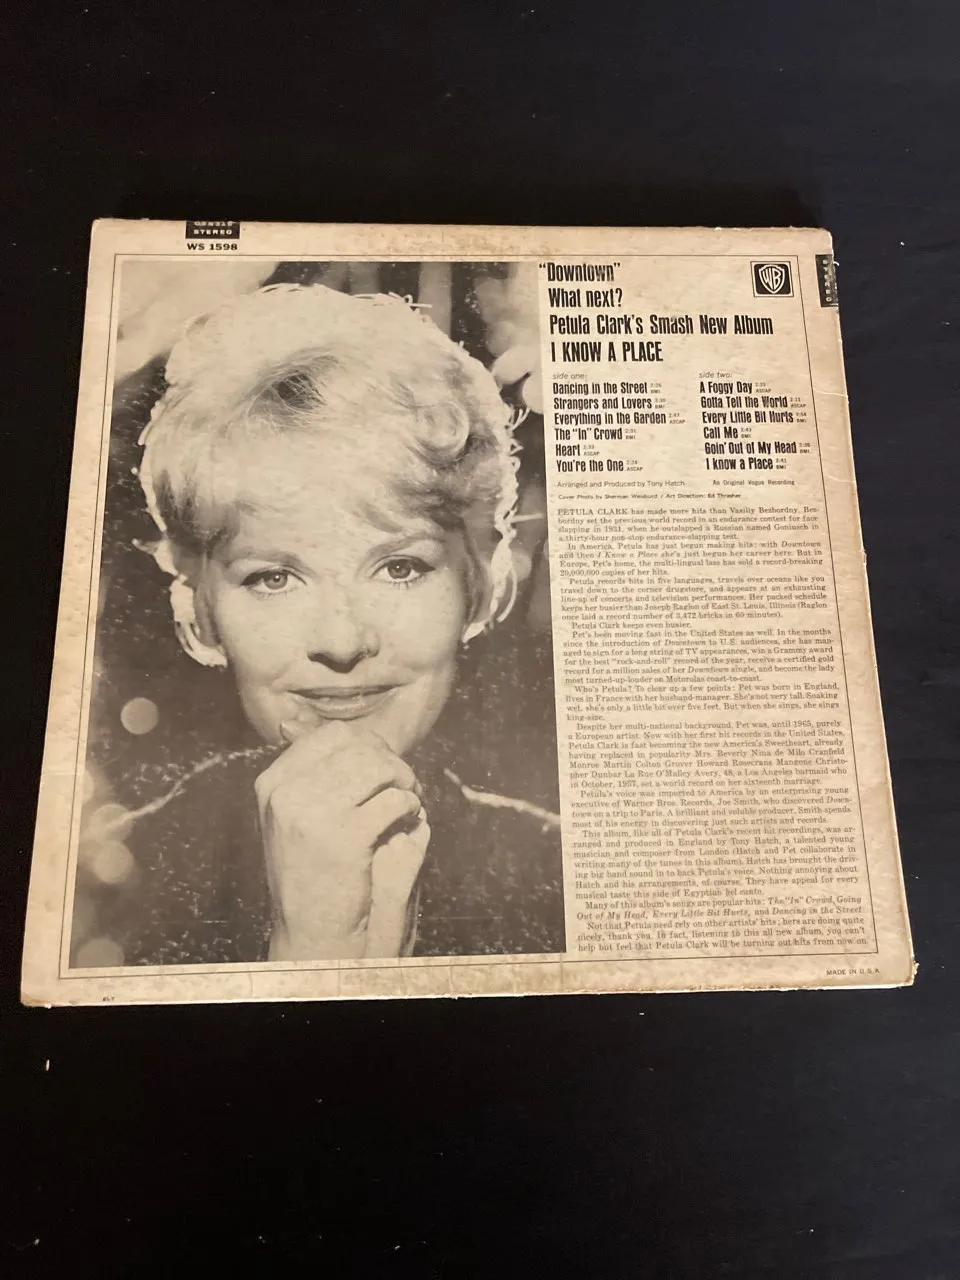 STEREO
WS 1598
"Downtown"
What next?
Petula Clark's Smash New Album
I KNOW A PLACE
WB
side one:
Dancing in the Street BMI
Strangers and Lovers BMI
Everything in the Garden ASCAP
The "In" Crowd BMI
Heart ASCAP
You're the One ASCAP
side two:
A Foggy Day ASCAP
Gotta Tell the World ASCAP
Every Little Bit Hurts BMI
Call Me BMI
Goin' Out of My Head BMI
I know a Place BMI
Arranged and Produced by Tony Hatch
An Original Vogue Recording
Cover Photo by Sherman Weisburd / Art Direction: Ed Thrasher
PETULA CLARK has made more hits than Vasiliy Bezbordny. Bez-
bordny set the previous world record in an endurance contest for face
slapping in 1931, when he outslapped a Russian named Goniusch in
a thirty-hour non-stop endurance-slapping test.
In America, Petula has just begun making hits; with Downtown
and then I Know a Place she's just begun her career here. But in
Europe, Pet's home, the multi-lingual lass has sold a record-breaking
20,000,000 copies of her hits.
Petula records hits in five languages, travels over oceans like you
travel down to the corner drugstore, and appears at an exhausting
line-up of concerts and television performances. Her packed schedule
keeps her busier than Joseph Raglon of East St. Louis, Illinois (Raglon
once laid a record number of 3,472 bricks in 60 minutes).
Petula Clark keeps even busier.
Pet's been moving fast in the United States as well. In the months
since the introduction of Downtown to U.S. audiences, she has man-
aged to sign for a long string of TV appearances, win a Grammy award
for the best "rock-and-roll" record of the year, receive a certified gold
record for a million sales of her Downtown single, and become the lady
most turned-up-louder on Motorolas coast-to-coast.
Who's Petula? To clear up a few points: Pet was born in England,
lives in France with her husband-manager. She's not very tall. Soaking
wet, she's only a little bit over five feet. But when she sings, she sings
king-size.
Despite her multi-national background, Pet was, until 1965, purely
a European artist. Now with her first hit records in the United States,
Petula Clark is fast becoming the new America's Sweetheart, already
having replaced in popularity Mrs. Beverly Nina de Milo Cranfield
Monroe Martin Colton Grover Howard Rosecrans Mangone Christo-
pher Dunbar La Rue O'Malley Avery, 48, a Los Angeles barmaid who
in October, 1957, set a world record on her sixteenth marriage.
Petula's voice was imported to America by an enterprising young
executive of Warner Bros. Records, Joe Smith, who discovered Down-
town on a trip to Paris. A brilliant and voluble producer, Smith spends
most of his energy in discovering just such artists and records.
This album, like all of Petula Clark's recent hit recordings, was ar-
ranged and produced in England by Tony Hatch, a talented young
musician and composer from London (Hatch and Pet collaborate in
writing many of the tunes in this album). Hatch has brought the driv-
ing big band sound in to back Petula's voice. Nothing annoying about
Hatch and his arrangements, of course. They have appeal for every
musical taste this side of Egyptian bel canto.
Many of this album's songs are popular hits: The "In" Crowd, Going
Out of My Head, Every Little Bit Hurts, and Dancing in the Street
Not that Petula need rely on other artists' hits; hers are doing quite
nicely, thank you. In fact, listening to this all new album, you can't
help but feel that Petula Clark will be turning out hits from now on
MADE IN U.S.A.